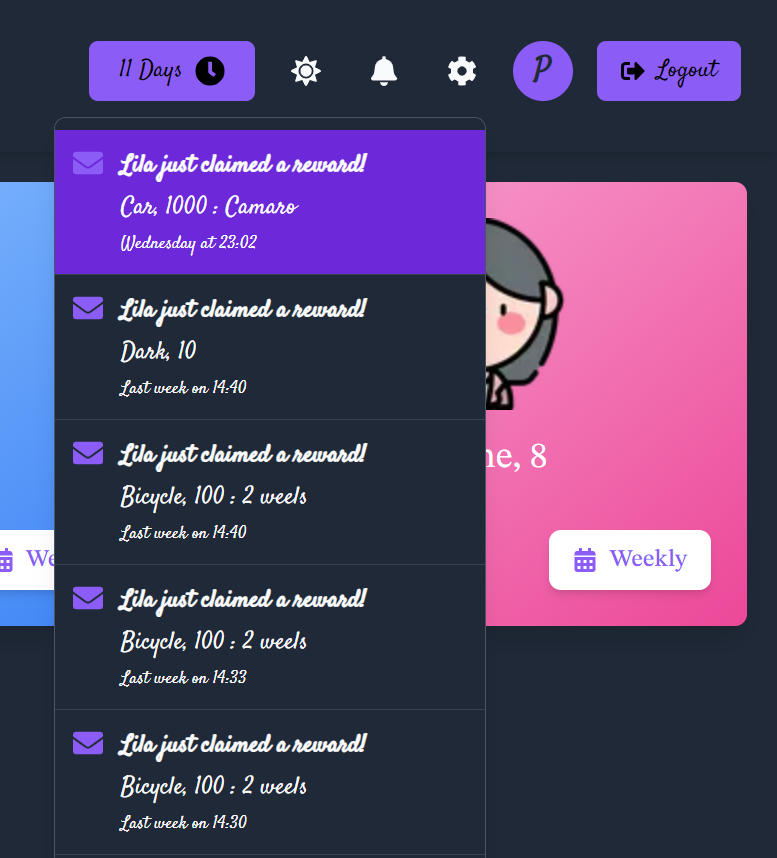 11 Days
P
Logout
Lila just claimed a reward!
Car, 1000 : Camaro
Wednesday at 23:02
Lila just claimed a reward!
Dark, 10
Last week on 14:40
Lila just claimed a reward!
Bicycle, 100 : 2 weels
Last week on 14:40
Lila just claimed a reward!
Bicycle, 100 : 2 weels
Last week on 14:33
Lila just claimed a reward!
Bicycle, 100 : 2 weels
Last week on 14:30
ne, 8
We
Weekly